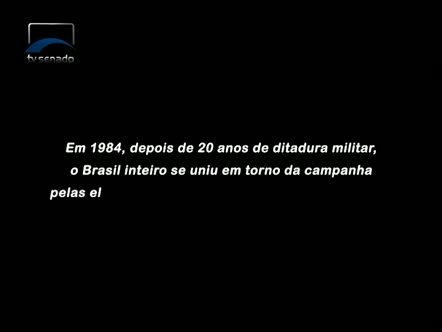 tv senado
Em 1984, depois de 20 anos de ditadura militar,
o Brasil inteiro se uniu em torno da campanha
pelas el